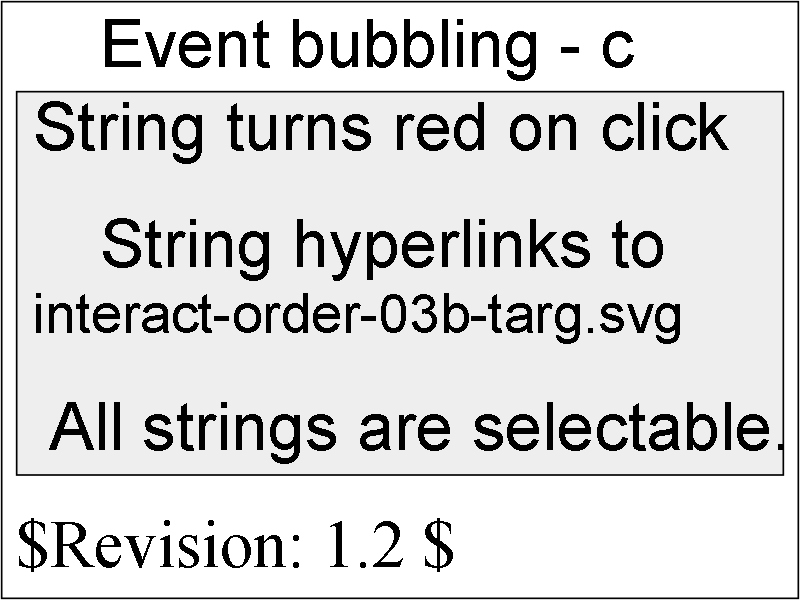 Event bubbling - c
String turns red on click
String hyperlinks to
interact-order-03b-targ.svg
All strings are selectable.
$Revision: 1.2 $